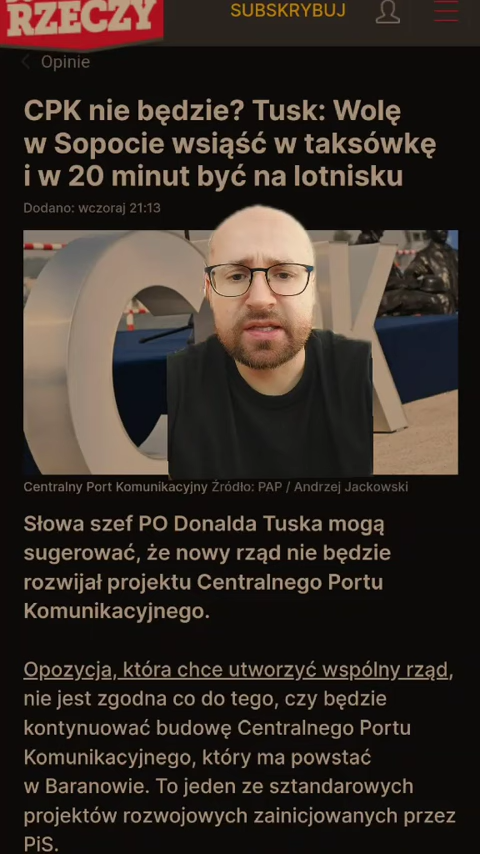 RZECZY
SUBSKRYBUJ
Opinie
CPK nie będzie? Tusk: Wolę
w Sopocie wsiąść w taksówkę
i w 20 minut być na lotnisku
Dodano: wczoraj 21:13
Centralny Port Komunikacyjny Źródło: PAP / Andrzej Jackowski
Słowa szef PO Donalda Tuska mogą
sugerować, że nowy rząd nie będzie
rozwijał projektu Centralnego Portu
Komunikacyjnego.
Opozycja, która chce utworzyć wspólny rząd,
nie jest zgodna co do tego, czy będzie
kontynuować budowę Centralnego Portu
Komunikacyjnego, który ma powstać
w Baranowie. To jeden ze sztandarowych
projektów rozwojowych zainicjowanych przez
PiS.